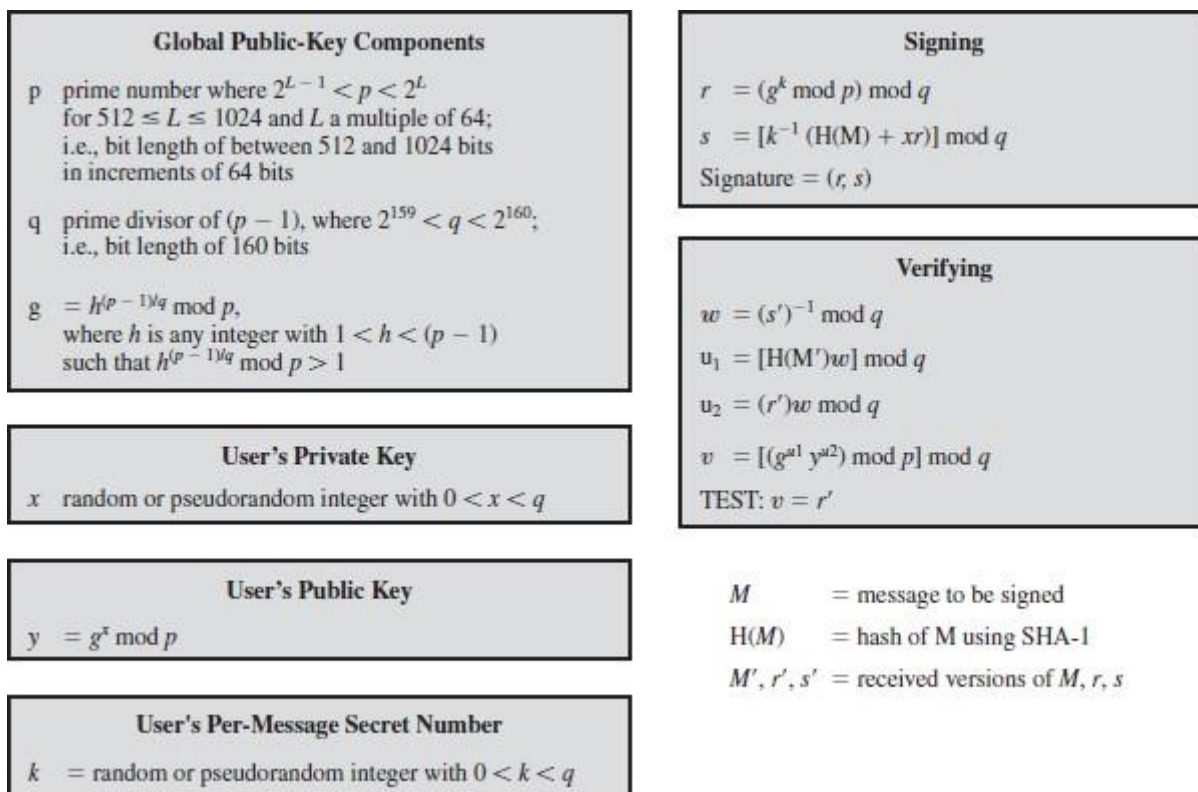 Global Public-Key Components
p prime number where 2^{L – 1} < p < 2^L
for 512 ≤ L ≤ 1024 and L a multiple of 64;
i.e., bit length of between 512 and 1024 bits
in increments of 64 bits
q prime divisor of (p – 1), where 2^{159} < q < 2^{160};
i.e., bit length of 160 bits
g = h^{(p – 1)/q} mod p,
where h is any integer with 1 < h < (p – 1)
such that h^{(p – 1)/q} mod p > 1
User's Private Key
x random or pseudorandom integer with 0 < x < q
User's Public Key
y = g^x mod p
User's Per-Message Secret Number
k = random or pseudorandom integer with 0 < k < q
Signing
r = (g^k mod p) mod q
s = [k^{–1} (H(M) + xr)] mod q
Signature = (r, s)
Verifying
w = (s')^{–1} mod q
u_1 = [H(M')w] mod q
u_2 = (r')w mod q
v = [(g^{u1} y^{u2}) mod p] mod q
TEST: v = r'
M = message to be signed
H(M) = hash of M using SHA-1
M', r', s' = received versions of M, r, s